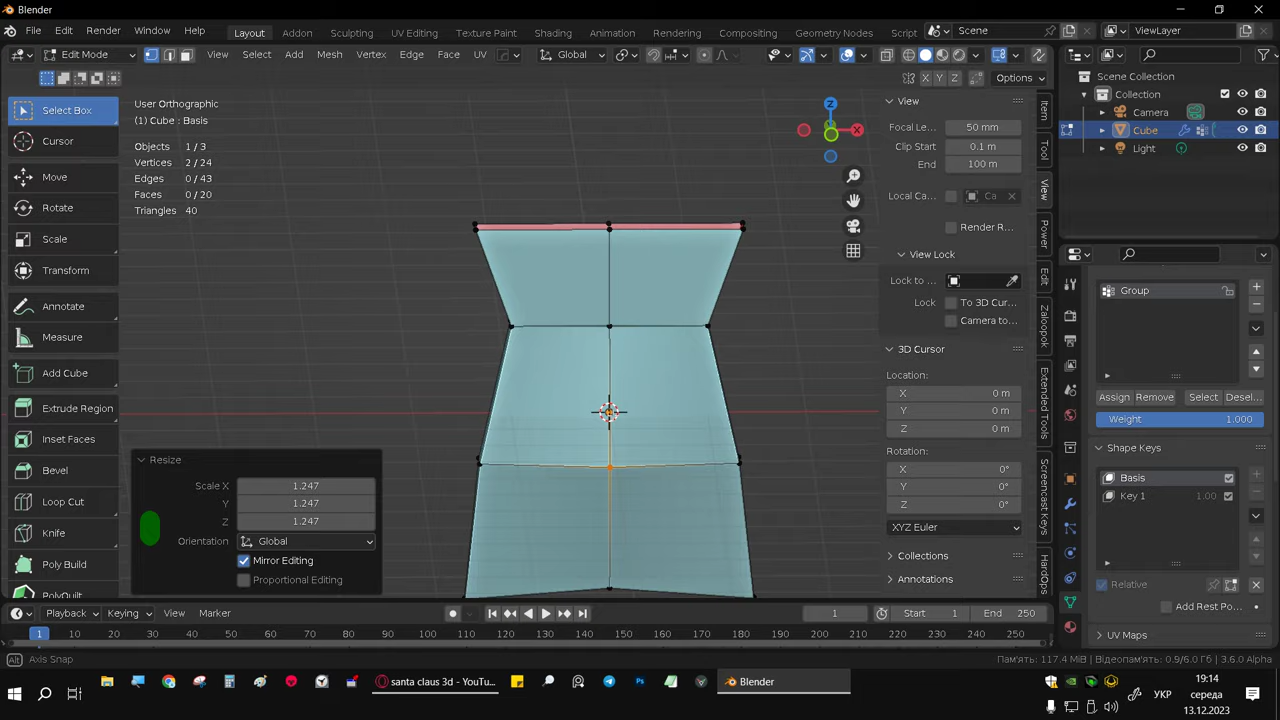 Blender
File Edit Render Window Help Layout Addon Sculpting UV Editing Texture Paint Shading Animation Rendering Compositing Geometry Nodes Script Scene ViewLayer
Edit Mode View Select Add Mesh Vertex Edge Face UV Global
X Y Z Options
Select Box
Cursor
Move
Rotate
Scale
Transform
Annotate
Measure
Add Cube
Extrude Region
Inset Faces
Bevel
Loop Cut
Knife
Poly Build
PolyQuilt
User Orthographic
(1) Cube : Basis
Objects 1/3
Vertices 2/24
Edges 0/43
Faces 0/20
Triangles 40
Z
X
Resize
Scale X 1.247
Y 1.247
Z 1.247
Orientation Global
Mirror Editing
Proportional Editing
View
Focal Le... 50 mm
Clip Start 0.1 m
End 100 m
Local Ca... Ca
Render R...
View Lock
Lock to ...
Lock To 3D Cur...
Camera to...
3D Cursor
Location:
X 0 m
Y 0 m
Z 0 m
Rotation:
X 0°
Y 0°
Z 0°
XYZ Euler
Collections
Annotations
Item
Tool
View
Power
Edit
Zaloopok
Extended Tools
Screencast Keys
HardOps
Scene Collection
Collection
Camera
Cube
Light
Group
Assign Remove Select Desel...
Weight 1.000
Shape Keys
Basis
Key 1 1.00
Relative
Add Rest Po...
UV Maps
Playback Keying View Marker 1 Start 1 End 250
1 10 20 30 40 50 60 70 80 90 100 110 120 130 140 150 160 170 180 190 200 210 220 230 240 250
Alt Axis Snap Пам'ять: 117.4 MiB | Відеопам'ять: 0.9/6.0 Гб | 3.6.0 Alpha
santa claus 3d - YouTu... Blender
Ps
УКР
19:14
середа
13.12.2023